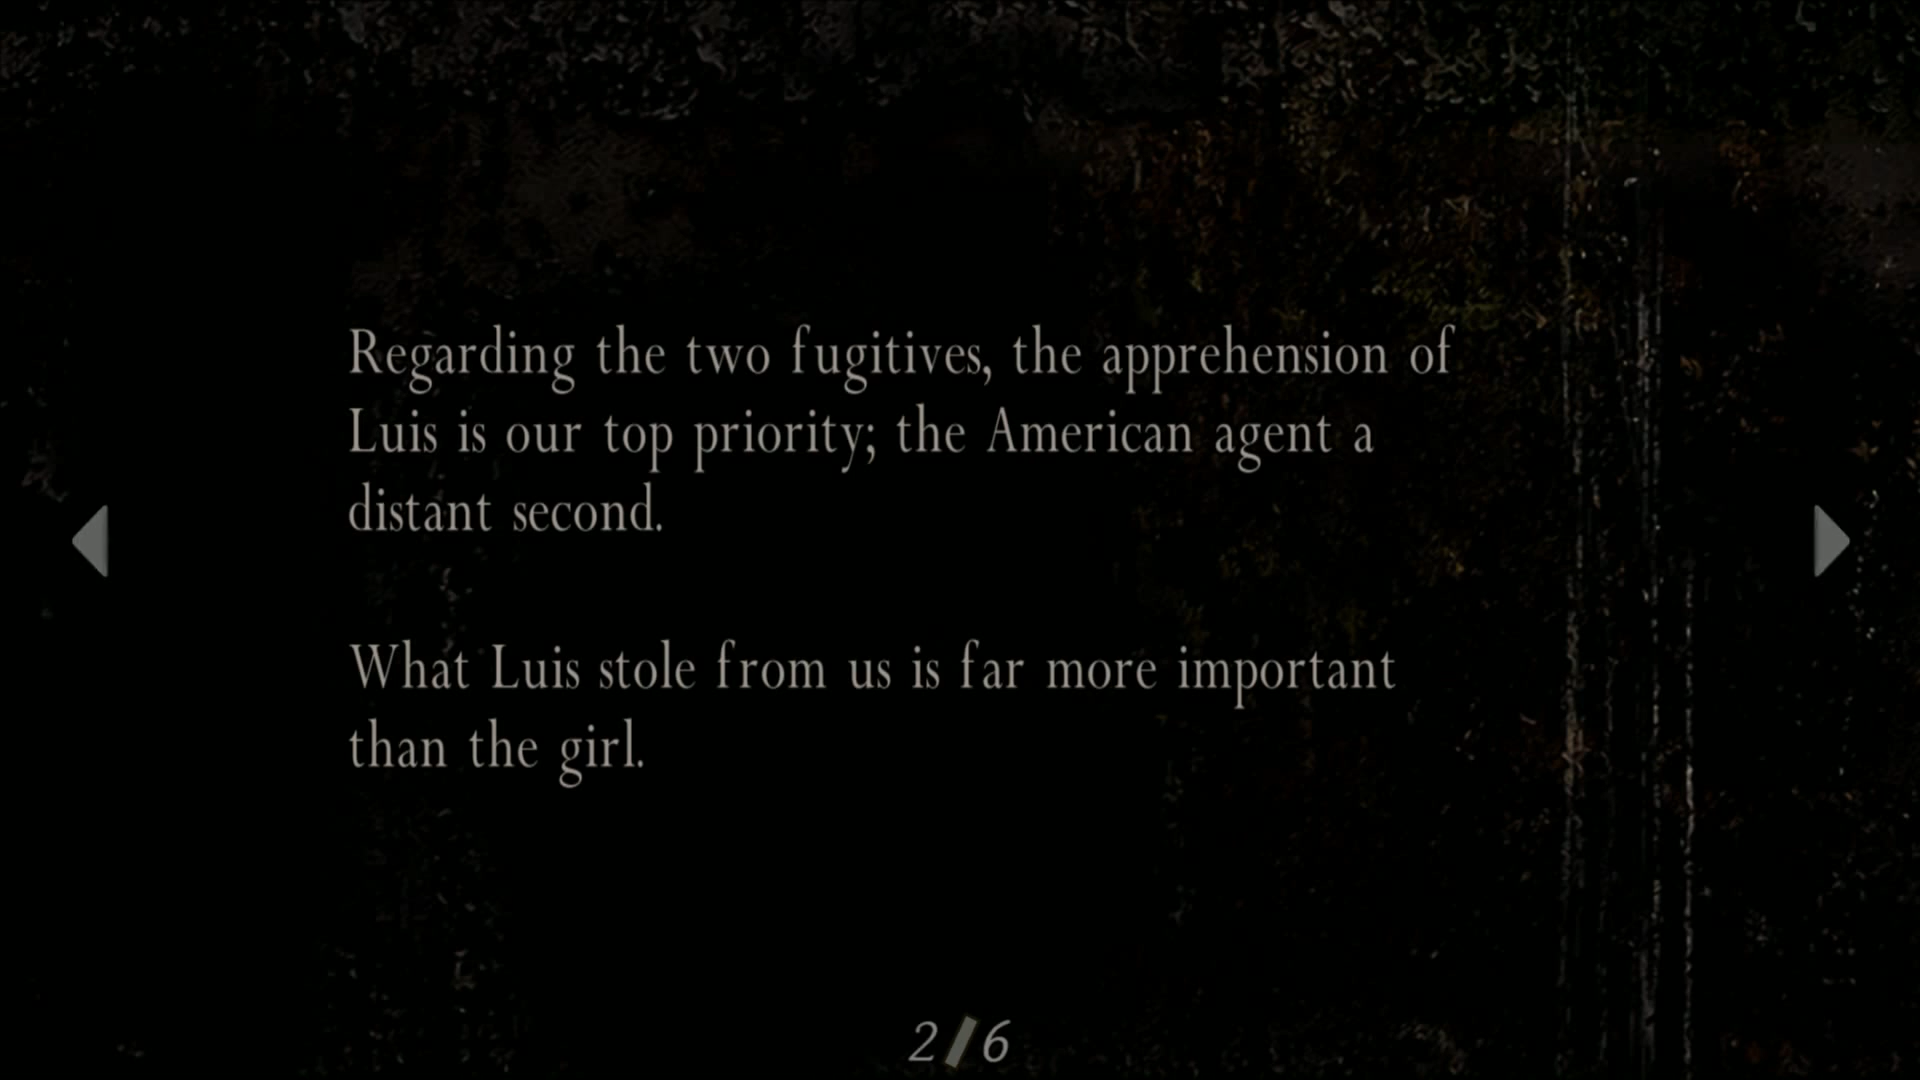 Regarding the two fugitives, the apprehension of
Luis is our top priority; the American agent a
distant second.
What Luis stole from us is far more important
than the girl.
2/6